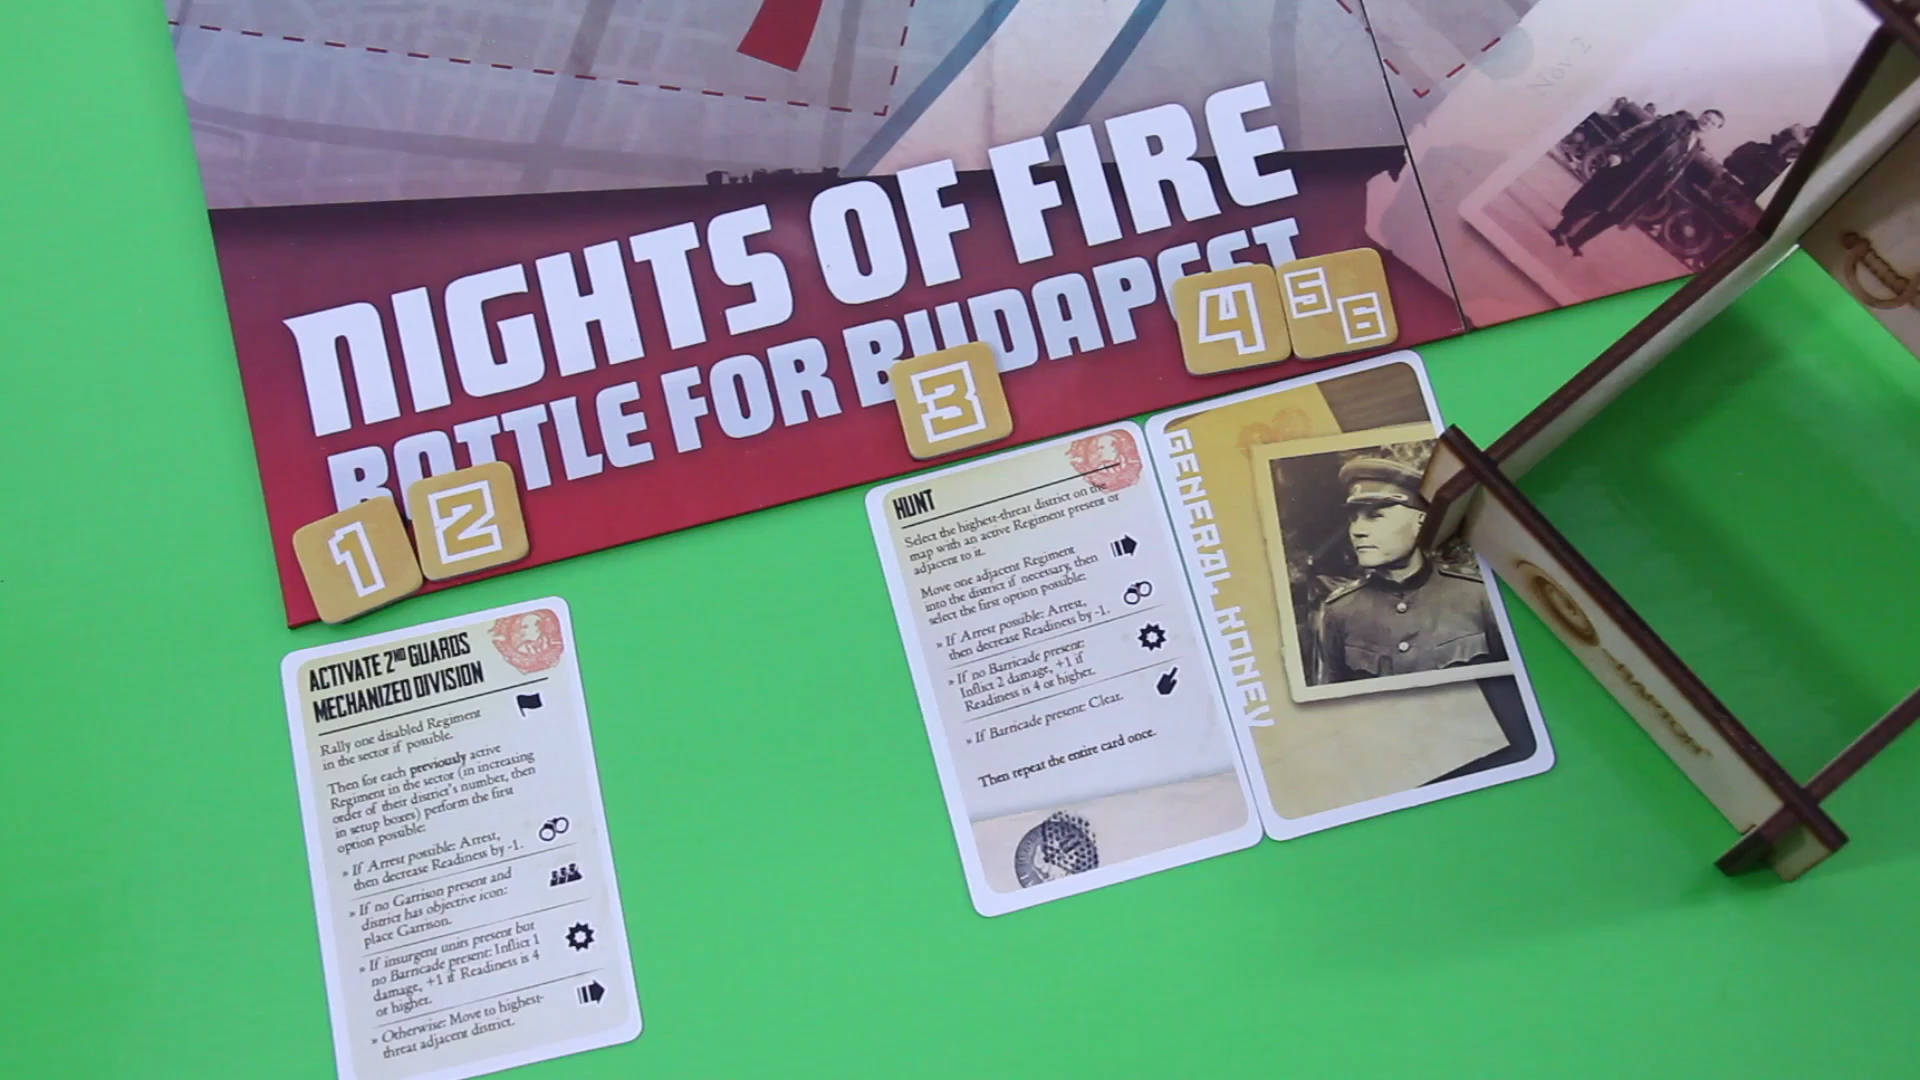 Nov 2
NIGHTS OF FIRE
BATTLE FOR BUDAPEST
1
2
3
4
5
6
ACTIVATE 2ND GUARDS
MECHANIZED DIVISION
Rally one disabled Regiment
in the sector if possible.
Then for each previously active
Regiment in the sector (in increasing
order of their district's number, then
in setup boxes) perform the first
option possible:
» If Arrest possible: Arrest,
then decrease Readiness by -1.
» If no Garrison present and
district has objective icon:
place Garrison.
» If insurgent units present but
no Barricade present: Inflict 1
damage, +1 if Readiness is 4
or higher.
» Otherwise: Move to highest-
threat adjacent district.
HUNT
Select the highest-threat district on the
map with an active Regiment present or
adjacent to it.
Move one adjacent Regiment
into the district if necessary, then
select the first option possible:
» If Arrest possible: Arrest,
then decrease Readiness by -1.
» If no Barricade present:
Inflict 2 damage, +1 if
Readiness is 4 or higher.
» If Barricade present: Clear.
Then repeat the entire card once.
GENERAL KONEV